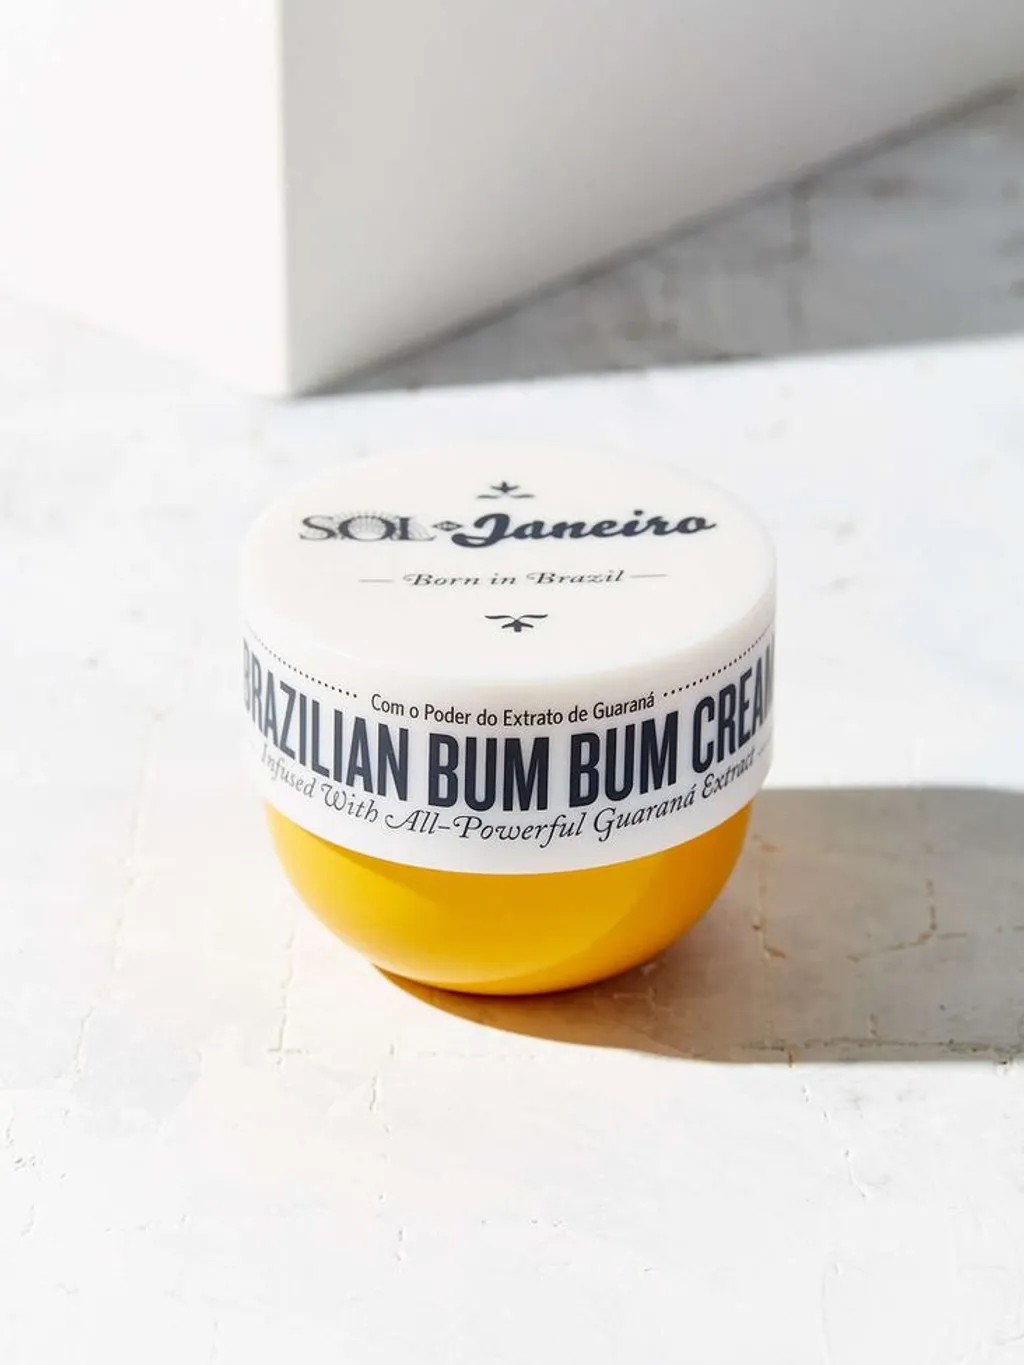 SOL de Janeiro
Born in Brazil
Com o Poder do Extrato de Guaraná
BRAZILIAN BUM BUM CREAM
Infused With All-Powerful Guaraná Extract